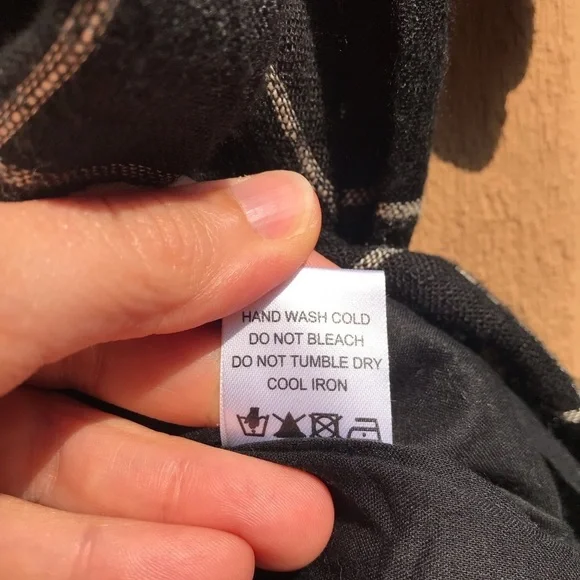 HAND WASH COLD
DO NOT BLEACH
DO NOT TUMBLE DRY
COOL IRON